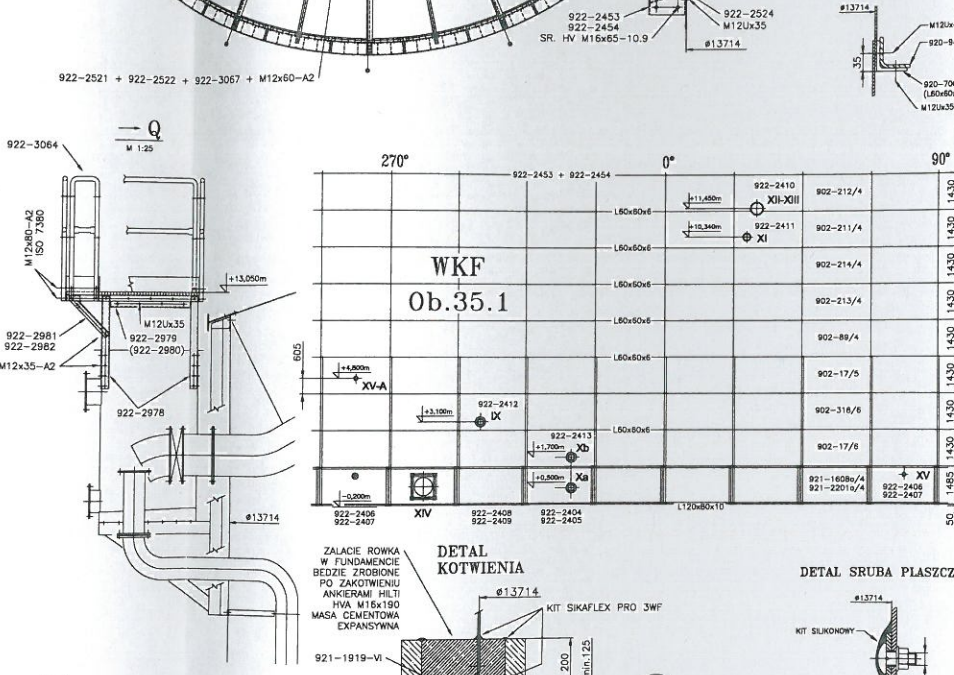 922-2453
922-2454
SR. HV M16x65-10.9
922-2524
M12Ux35
ø13714
ø13714
35
M12Ux35
922-2521 + 922-2522 + 922-3067 + M12x60-A2
Q
M 1:25
922-3064
M12x80-A2
ISO 7380
+13,050m
M12Ux35
922-2979
(922-2980)
922-2981
922-2982
M12x35-A2
922-2978
ø13714
270°
0°
90°
922-2453 + 922-2454
WKF
Ob.35.1
L60x60x6
L60x60x6
L60x60x6
L60x60x6
L60x60x6
L60x60x6
922-2410
XII-XIII
+11,450m
922-2411
XI
+10,340m
902-212/4
902-211/4
902-214/4
902-213/4
902-89/4
902-17/5
902-316/6
902-17/6
921-1608a/4
921-2201a/4
1430
1430
1430
1430
1430
1430
1430
1430
1485
50
605
+4,800m
XV-A
922-2412
IX
+3,100m
922-2413
Xb
+1,700m
Xa
+0,500m
XV
922-2406
922-2407
-0,200m
922-2406
922-2407
XIV
922-2408
922-2409
922-2404
922-2405
L120x80x10
ZALACIE ROWKA
W FUNDAMENCIE
BEDZIE ZROBIONE
PO ZAKOTWIENIU
ANKIERAMI HILTI
HVA M16x190
MASA CEMENTOWA
EXPANSYWNA
921-1919-VI
DETAL
KOTWIENIA
ø13714
KIT SIKAFLEX PRO 3WF
200
min.125
DETAL SRUBA PLASZCZ
ø13714
KIT SILIKONOWY